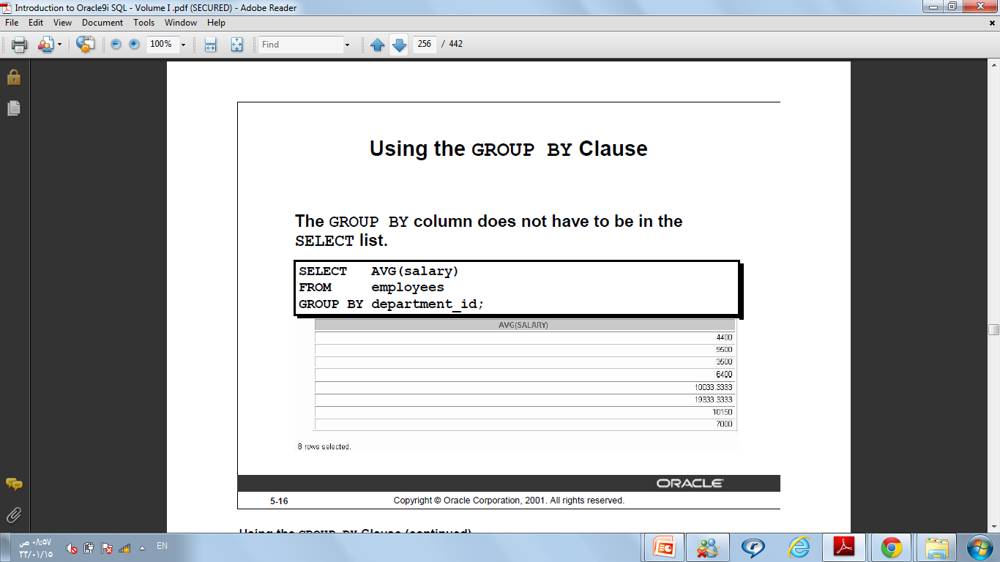 Introduction to Oracle9i SQL - Volume I .pdf (SECURED) - Adobe Reader
File Edit View Document Tools Window Help
100% Find 256 / 442
Using the GROUP BY Clause
The GROUP BY column does not have to be in the
SELECT list.
SELECT AVG(salary)
FROM employees
GROUP BY department_id;
AVG(SALARY)
4400
9500
3500
6400
10033.3333
19333.3333
10150
7000
8 rows selected.
ORACLE
5-16 Copyright © Oracle Corporation, 2001. All rights reserved.
Using the GROUP BY Clause (continued)
٠٨:٥٧ ص
٣٣/٠١/١٥
EN